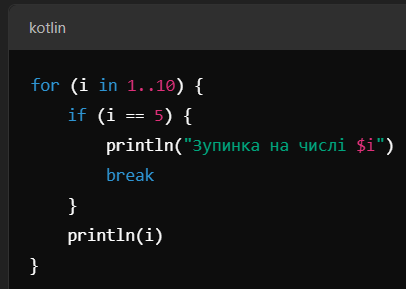 kotlin
for (i in 1..10) {
    if (i == 5) {
        println("Зупинка на числі $i")
        break
    }
    println(i)
}